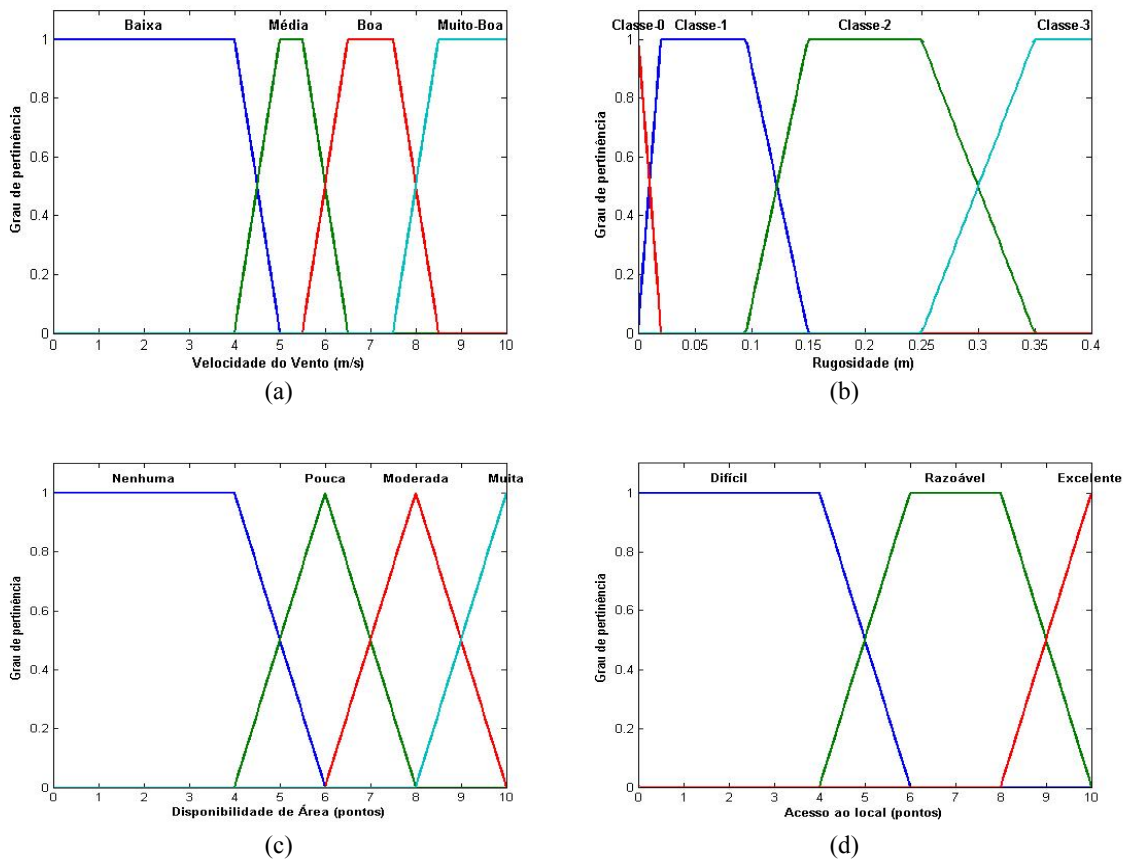 Baixa Média Boa Muito-Boa
1
0.8
0.6
0.4
0.2
0
Grau de pertinência
0 1 2 3 4 5 6 7 8 9 10
Velocidade do Vento (m/s)
(a)
Classe-0 Classe-1 Classe-2 Classe-3
1
0.8
0.6
0.4
0.2
0
Grau de pertinência
0 0.05 0.1 0.15 0.2 0.25 0.3 0.35 0.4
Rugosidade (m)
(b)
Nenhuma Pouca Moderada Muita
1
0.8
0.6
0.4
0.2
0
Grau de pertinência
0 1 2 3 4 5 6 7 8 9 10
Disponibilidade de Área (pontos)
(c)
Difícil Razoável Excelente
1
0.8
0.6
0.4
0.2
0
Grau de pertinência
0 1 2 3 4 5 6 7 8 9 10
Acesso ao local (pontos)
(d)